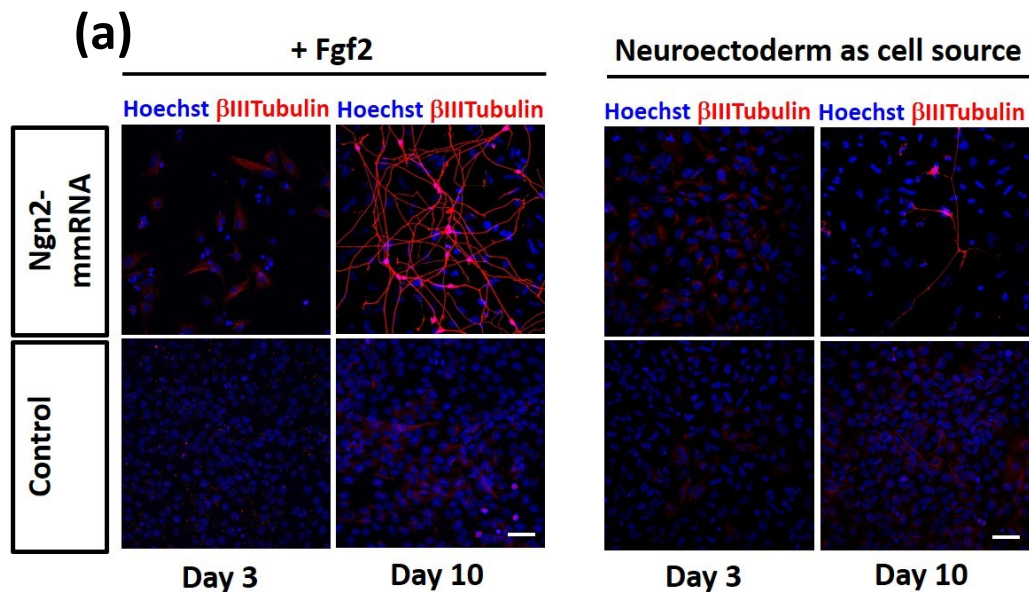 (a)
+ Fgf2
Neuroectoderm as cell source
Hoechst βIIITubulin
Hoechst βIIITubulin
Hoechst βIIITubulin
Hoechst βIIITubulin
Ngn2-
mmRNA
Control
Day 3
Day 10
Day 3
Day 10